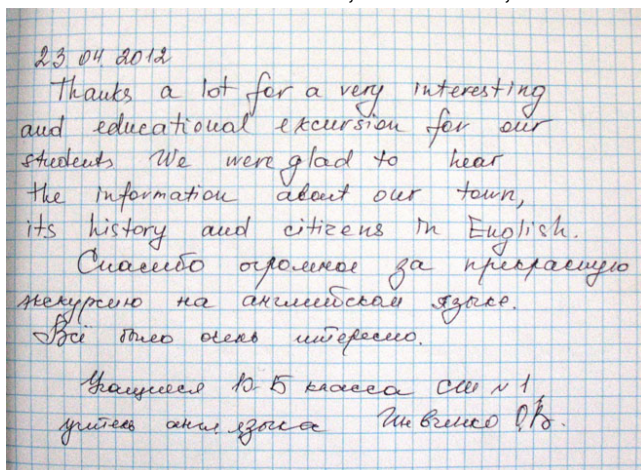 23.04.2012
Thanks a lot for a very interesting
and educational excursion for our
students We were glad to hear
the information about our town,
its history and citizens in English.
Спасибо огромное за прекрасную
экскурсию на английском языке.
Всё было очень интересно.
Учащиеся 10 Б класса СШ №1,
учитель англ. языка О.В.